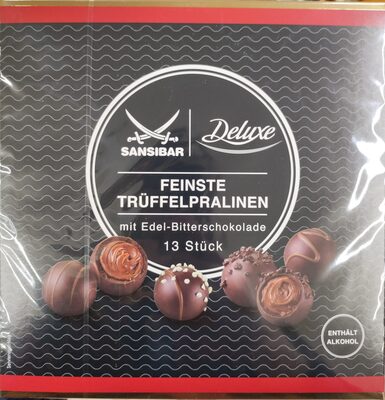 SANSIBAR
Deluxe
FEINSTE
TRÜFFELPRALINEN
mit Edel-Bitterschokolade
13 Stück
ENTHÄLT
ALKOHOL